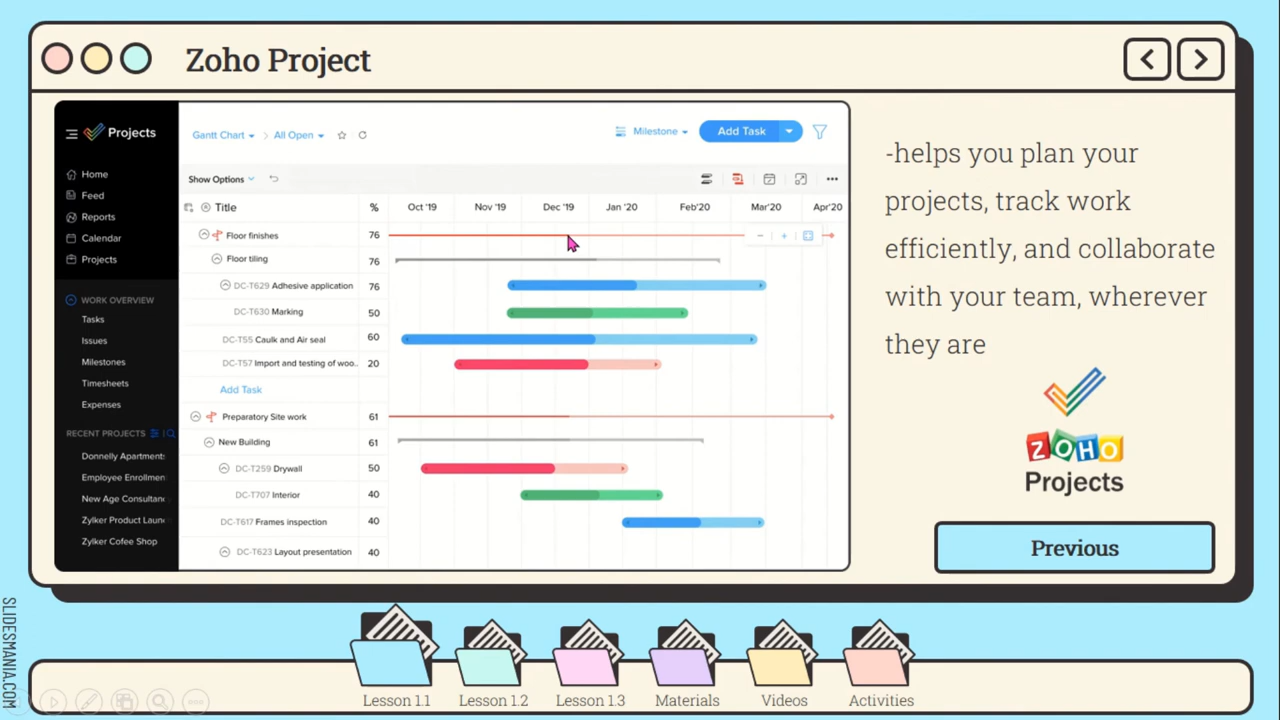 Zoho Project
Projects
Home
Feed
Reports
Calendar
Projects
WORK OVERVIEW
Tasks
Issues
Milestones
Timesheets
Expenses
RECENT PROJECTS
Donnelly Apartment
Employee Enrollmen
New Age Consultanc
Zylker Product Laun
Zylker Cofee Shop
Gantt Chart > All Open
Milestone Add Task
Show Options
Title % Oct '19 Nov '19 Dec '19 Jan '20 Feb'20 Mar'20 Apr'20
Floor finishes 76
Floor tiling 76
DC-T629 Adhesive application 76
DC-T630 Marking 50
DC-T55 Caulk and Air seal 60
DC-T57 Import and testing of woo.. 20
Add Task
Preparatory Site work 61
New Building 61
DC-T259 Drywall 50
DC-T707 Interior 40
DC-T617 Frames inspection 40
DC-T623 Layout presentation 40
-helps you plan your
projects, track work
efficiently, and collaborate
with your team, wherever
they are
ZOHO
Projects
Previous
Lesson 1.1 Lesson 1.2 Lesson 1.3 Materials Videos Activities
SLIDESMANIA.COM